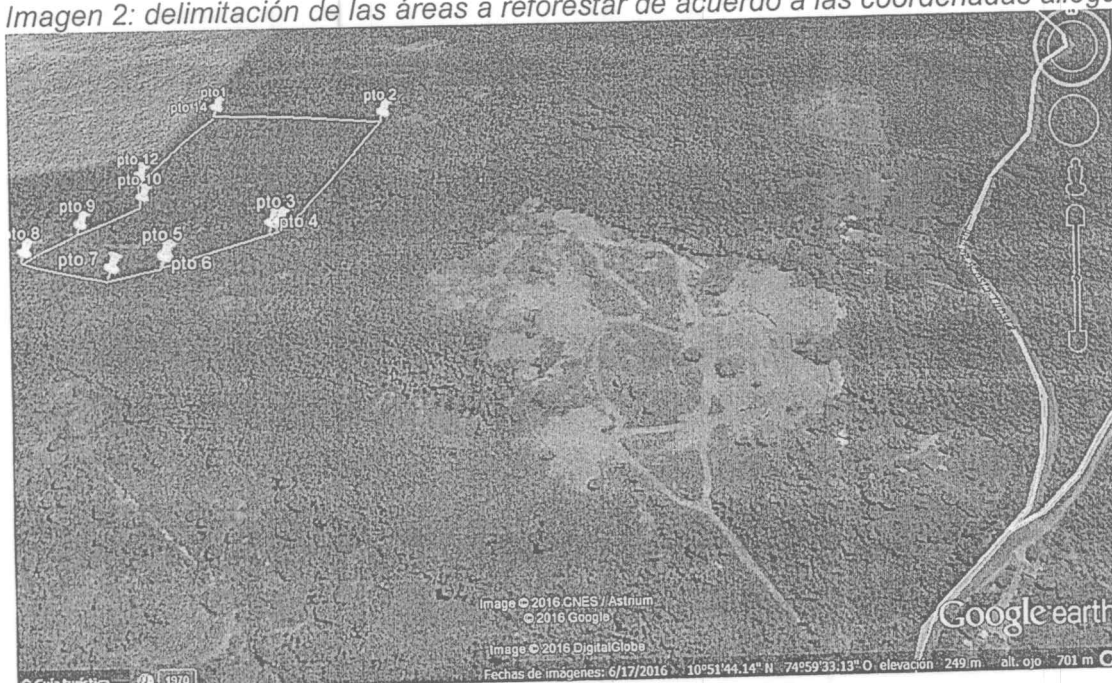 Imagen 2: delimitación de las áreas a reforestar de acuerdo a las coordenadas
pto1
pto14
pto 2
pto 12
pto 10
pto 9
pto 3
pto 4
pto 8
pto 5
pto 7
pto 6
Image © 2016 CNES / Astrium
© 2016 Google
Image © 2016 DigitalGlobe
Google earth
Guía turística
1970
Fechas de imágenes: 6/17/2016 10°51'44.14" N 74°59'33.13" O elevación 249 m alt. ojo 701 m